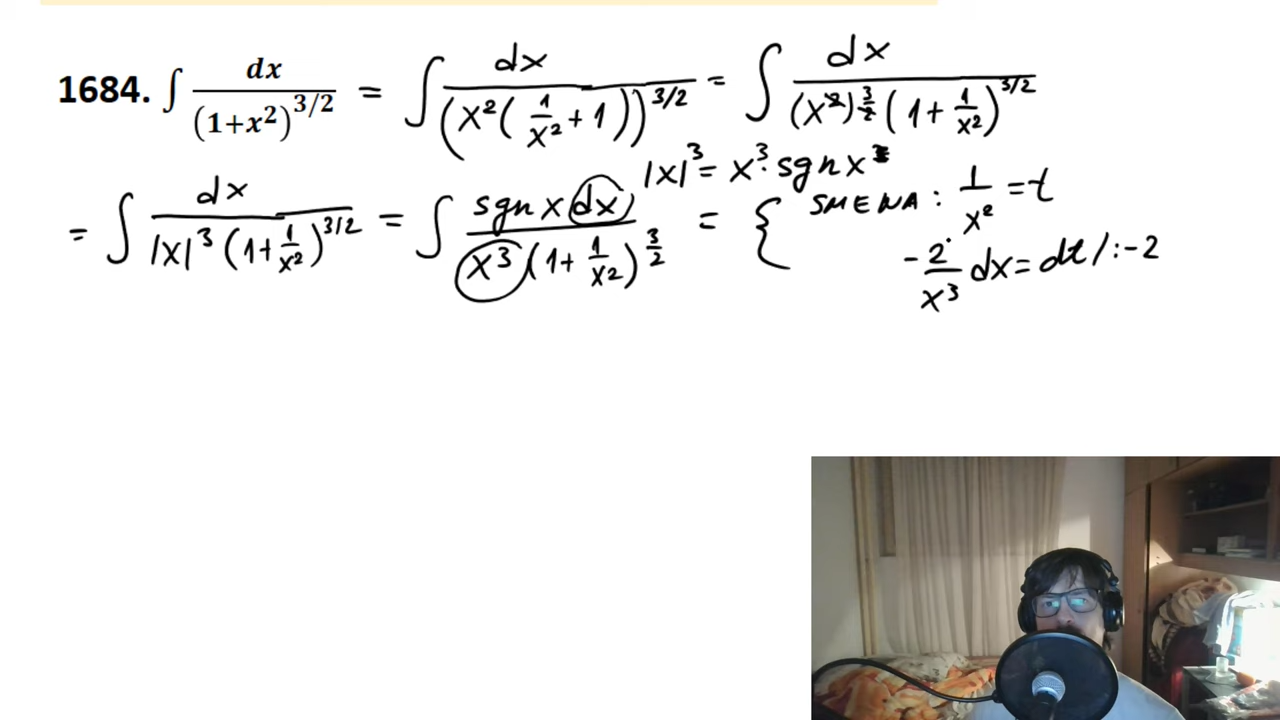 1684. ∫ dx/(1+x²)^3/2 = ∫ dx/(x²(1/x²+1))^3/2 = ∫ dx/(x²)^3/2(1+1/x²)^3/2
|x|³ = x³·sgn x
= ∫ dx/|x|³(1+1/x²)^3/2 = ∫ sgn x dx/x³(1+1/x²)^3/2 = { SMENA: 1/x² = t
-2/x³ dx = dt /:-2